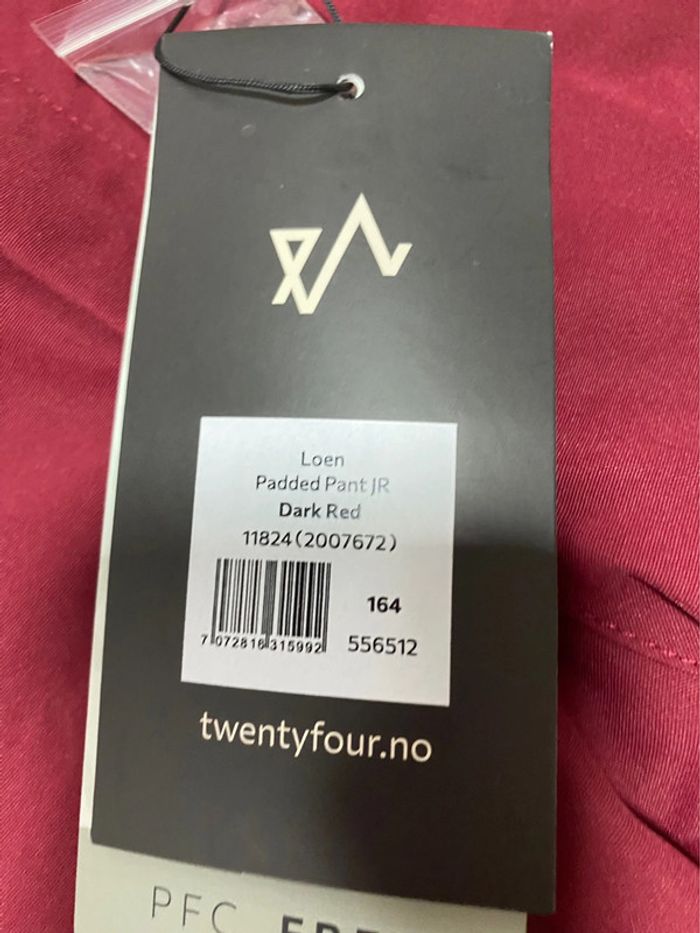 Loen
Padded Pant JR
Dark Red
11824(2007672)
164
7 072816 315992
556512
twentyfour.no
PFC